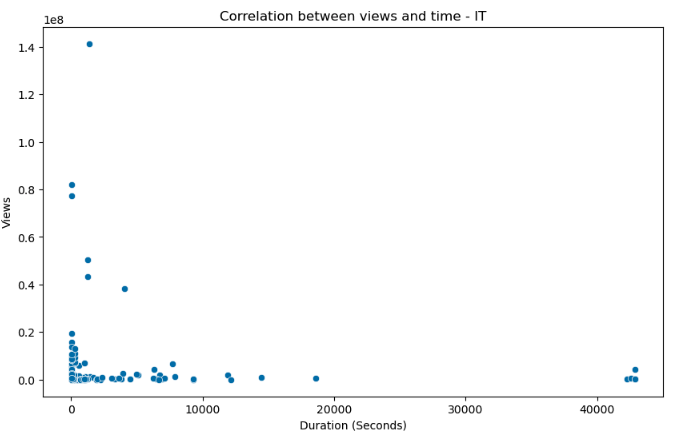 Correlation between views and time - IT
1e8
1.4
1.2
1.0
0.8
0.6
0.4
0.2
0.0
Views
0 10000 20000 30000 40000
Duration (Seconds)